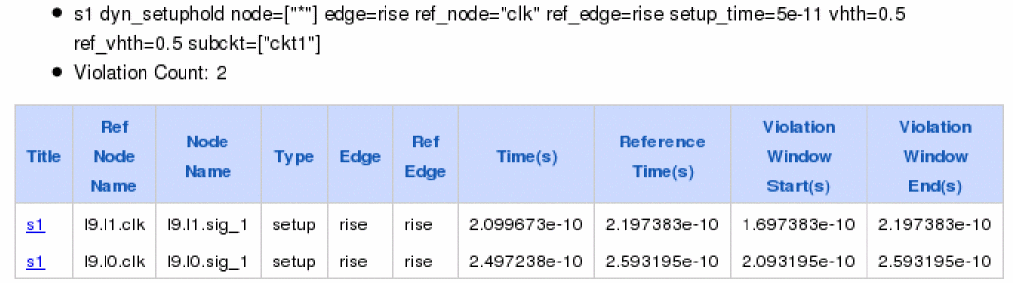 • s1 dyn_setuphold node=["*"] edge=rise ref_node="clk" ref_edge=rise setup_time=5e-11 vhth=0.5
ref_vhth=0.5 subckt=["ckt1"]
• Violation Count: 2
Title Ref Node Name Node Name Type Edge Ref Edge Time(s) Reference Time(s) Violation Window Start(s) Violation Window End(s)
s1 I9.I1.clk I9.I1.sig_1 setup rise rise 2.099673e-10 2.197383e-10 1.697383e-10 2.197383e-10
s1 I9.I0.clk I9.I0.sig_1 setup rise rise 2.497238e-10 2.593195e-10 2.093195e-10 2.593195e-10